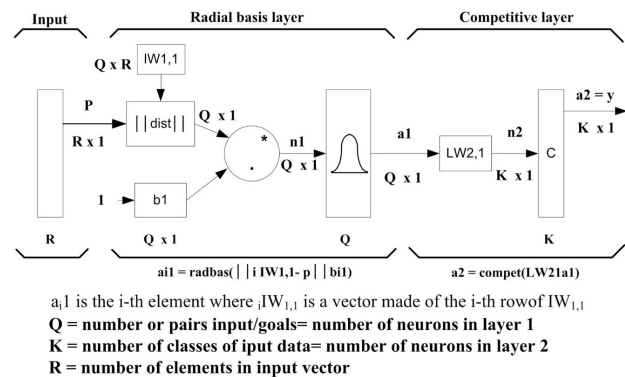 Input
Radial basis layer
Competitive layer
Q x R
IW1,1
P
R x 1
||dist||
Q x 1
*
.
n1
Q x 1
a1
Q x 1
LW2,1
n2
K x 1
C
a2 = y
K x 1
1
b1
Q x 1
R
Q
K
ai1 = radbas(||i IW1,1- p||bi1)
a2 = compet(LW21a1)
aᵢ1 is the i-th element where ᵢIW₁,₁ is a vector made of the i-th rowof IW₁,₁
Q = number or pairs input/goals= number of neurons in layer 1
K = number of classes of iput data= number of neurons in layer 2
R = number of elements in input vector